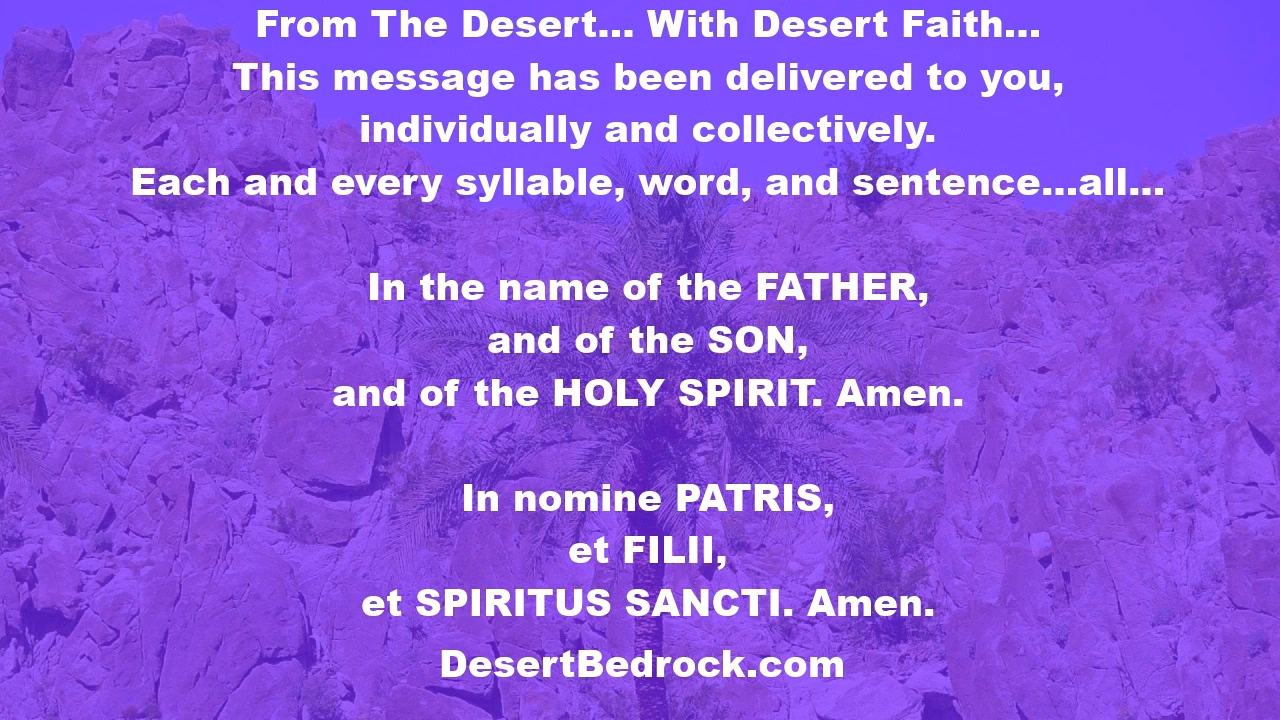 From The Desert... With Desert Faith...
This message has been delivered to you,
individually and collectively.
Each and every syllable, word, and sentence...all...
In the name of the FATHER,
and of the SON,
and of the HOLY SPIRIT. Amen.
In nomine PATRIS,
et FILII,
et SPIRITUS SANCTI. Amen.
DesertBedrock.com